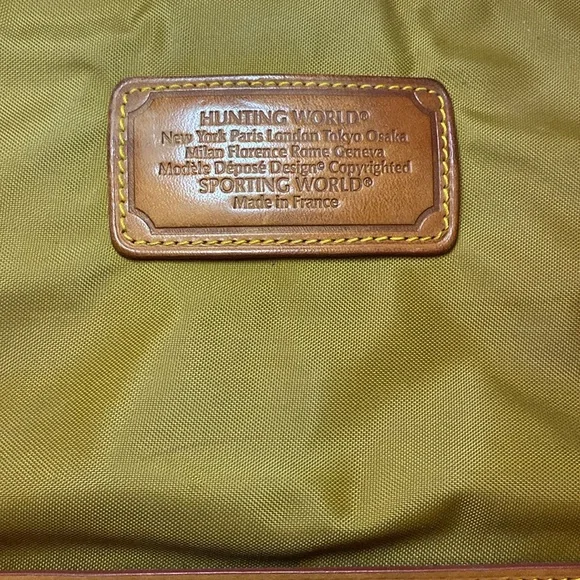 HUNTING WORLD®
New York Paris London Tokyo Osaka
Milan Florence Rome Geneva
Modèle Déposé Design® Copyrighted
SPORTING WORLD®
Made in France